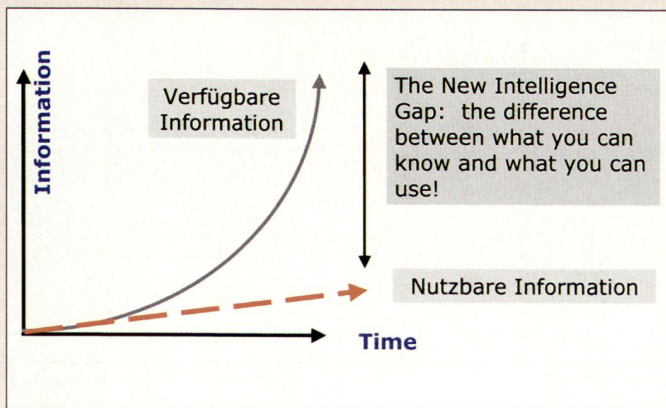 Information
Verfügbare
Information
The New Intelligence
Gap: the difference
between what you can
know and what you can
use!
Nutzbare Information
Time